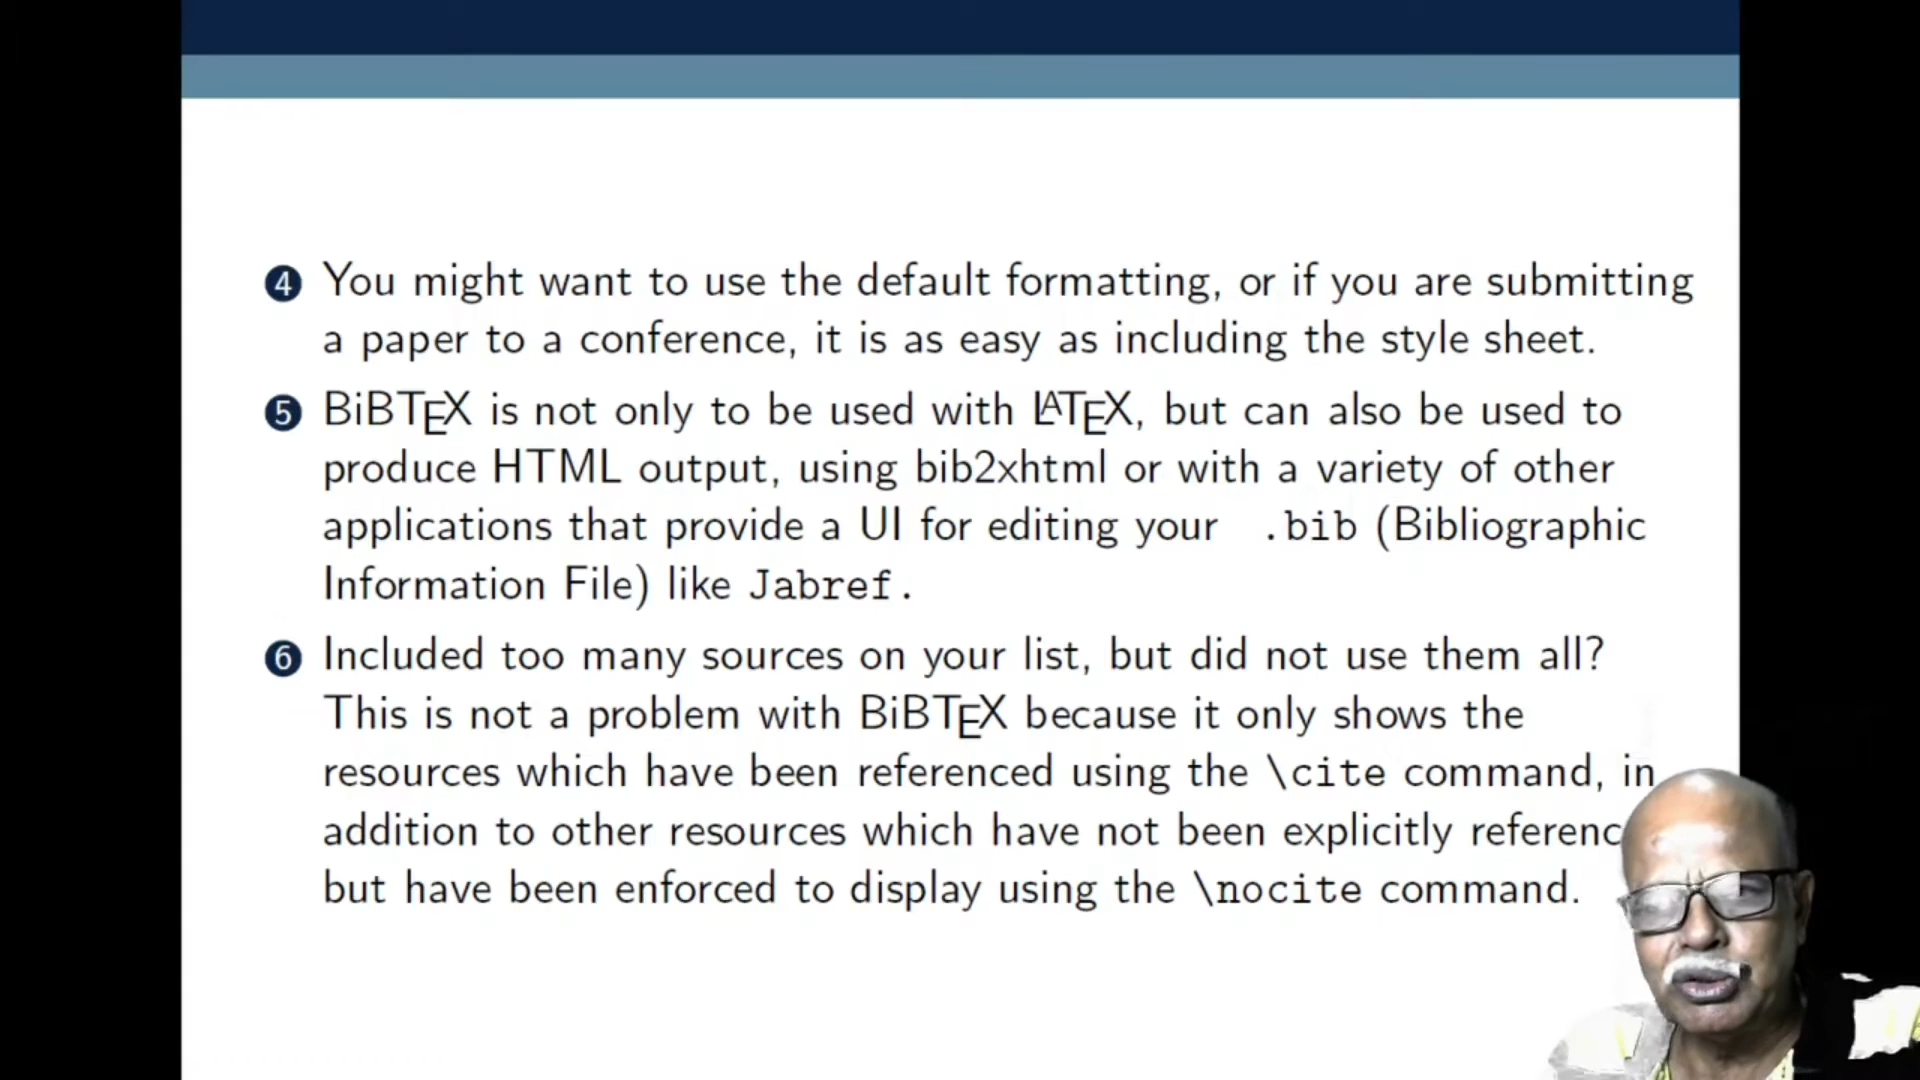 4 You might want to use the default formatting, or if you are submitting
a paper to a conference, it is as easy as including the style sheet.
5 BiBTEX is not only to be used with LATEX, but can also be used to
produce HTML output, using bib2xhtml or with a variety of other
applications that provide a UI for editing your .bib (Bibliographic
Information File) like Jabref.
6 Included too many sources on your list, but did not use them all?
This is not a problem with BiBTEX because it only shows the
resources which have been referenced using the \cite command, in
addition to other resources which have not been explicitly
but have been enforced to display using the \nocite command.